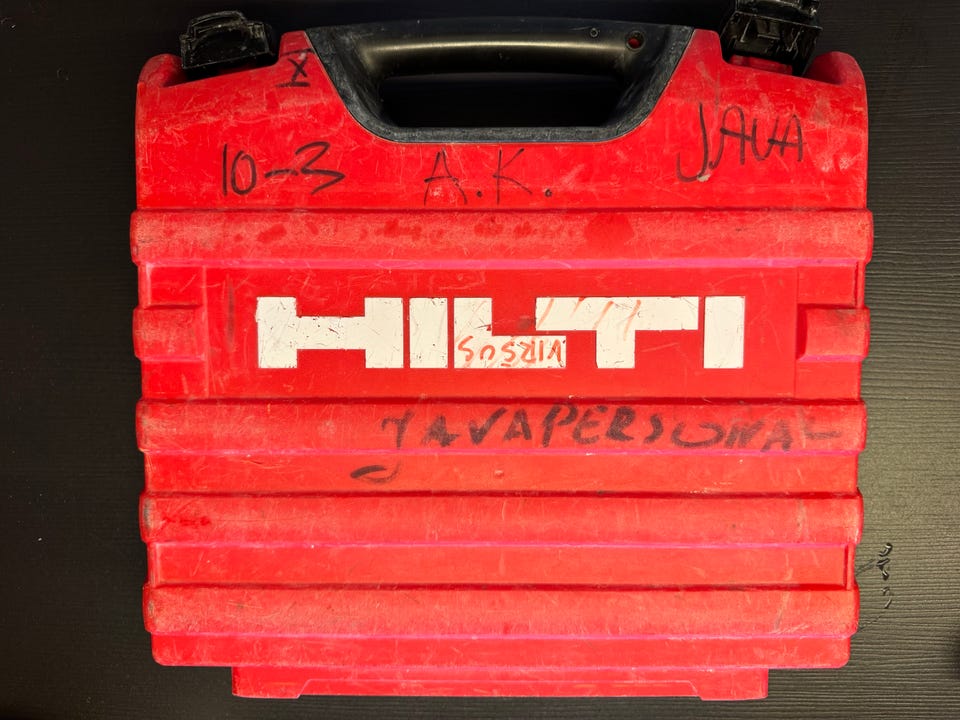 X
10-3 A.K. JAVA
HILTI
VIRSUS
JAVAPERSONAL